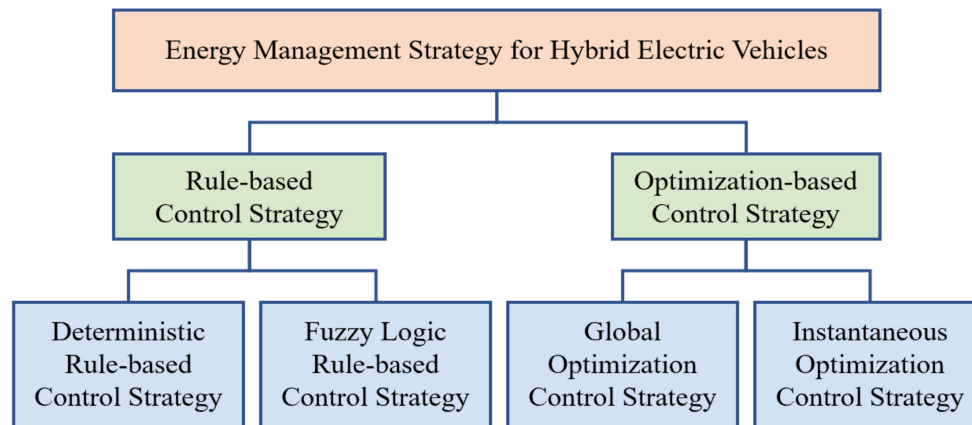 Energy Management Strategy for Hybrid Electric Vehicles
Rule-based
Control Strategy
Optimization-based
Control Strategy
Deterministic
Rule-based
Control Strategy
Fuzzy Logic
Rule-based
Control Strategy
Global
Optimization
Control Strategy
Instantaneous
Optimization
Control Strategy